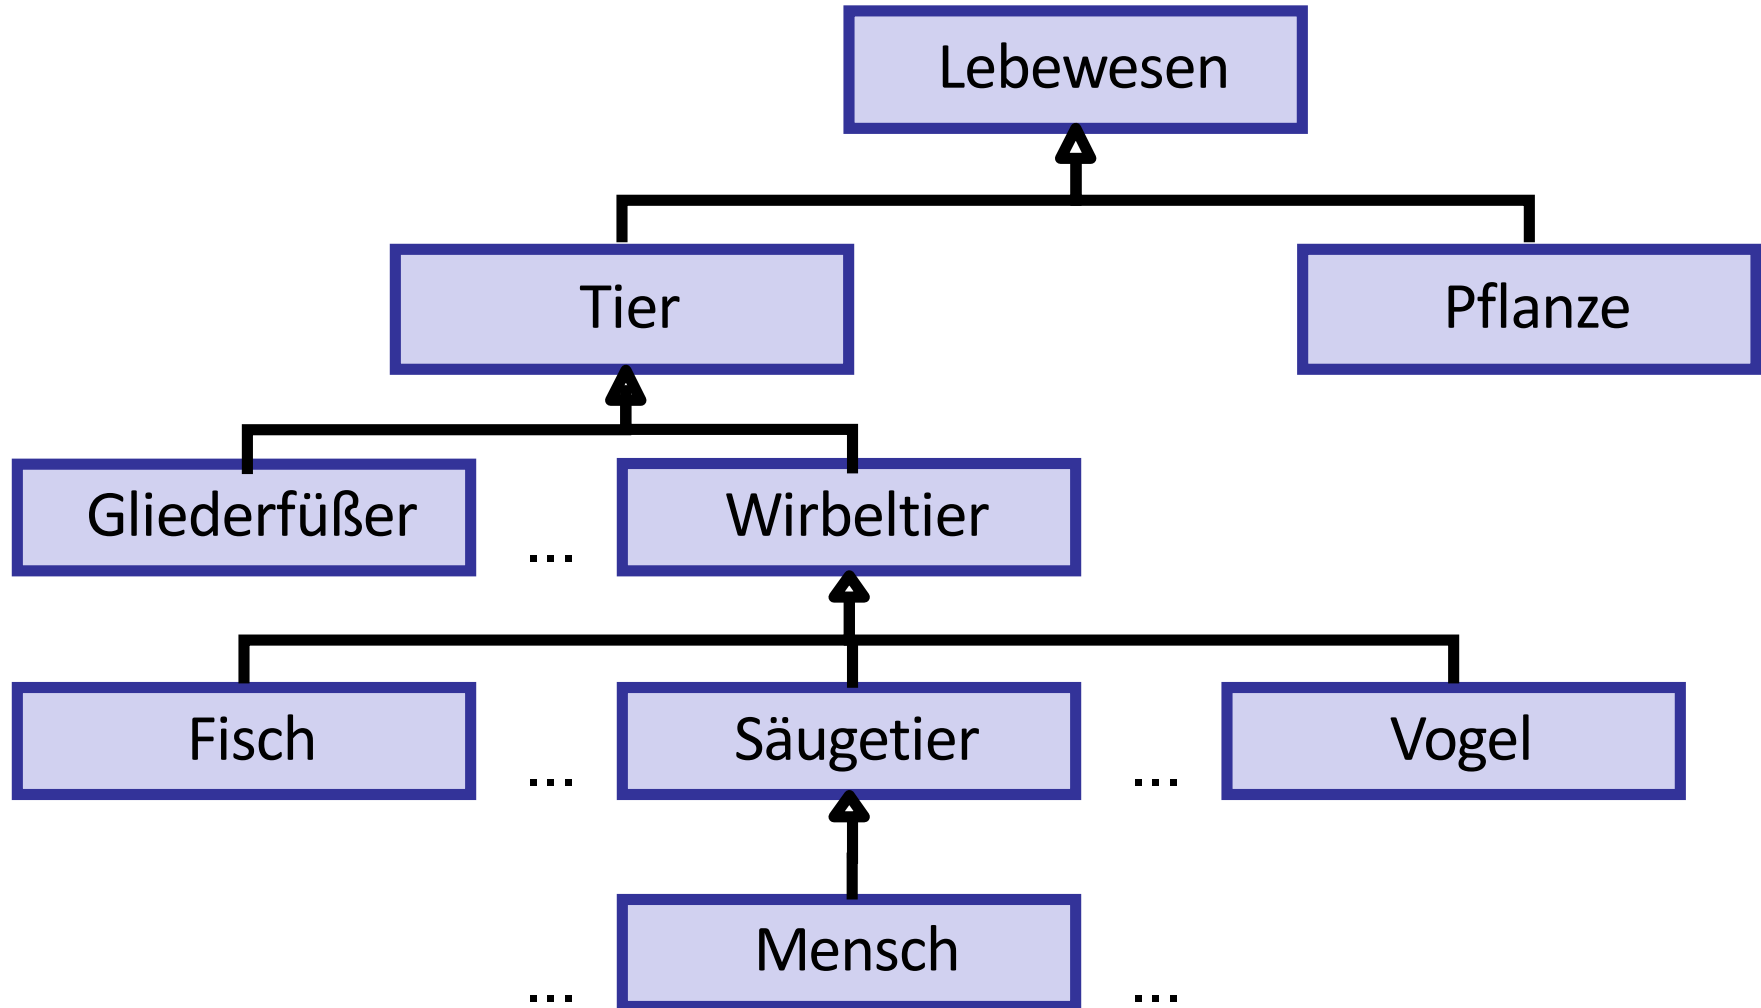 Lebewesen
Tier
Pflanze
Gliederfüßer
...
Wirbeltier
Fisch
...
Säugetier
...
Vogel
...
Mensch
...